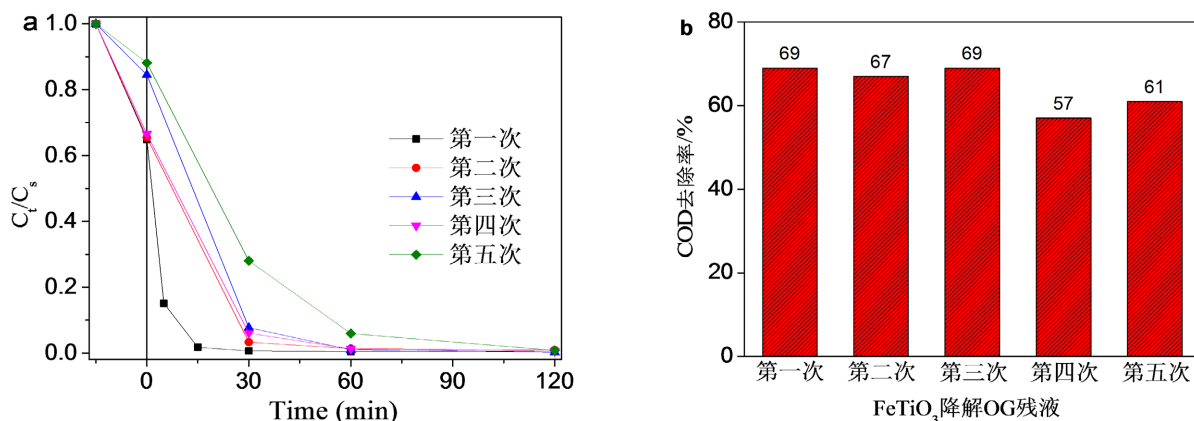 a
1.0
0.8
0.6
0.4
0.2
0.0
C_t/C_s
第一次
第二次
第三次
第四次
第五次
0 30 60 90 120
Time (min)
b
80
60
40
20
0
COD去除率/%
69 67 69 57 61
第一次 第二次 第三次 第四次 第五次
FeTiO₃降解OG残液